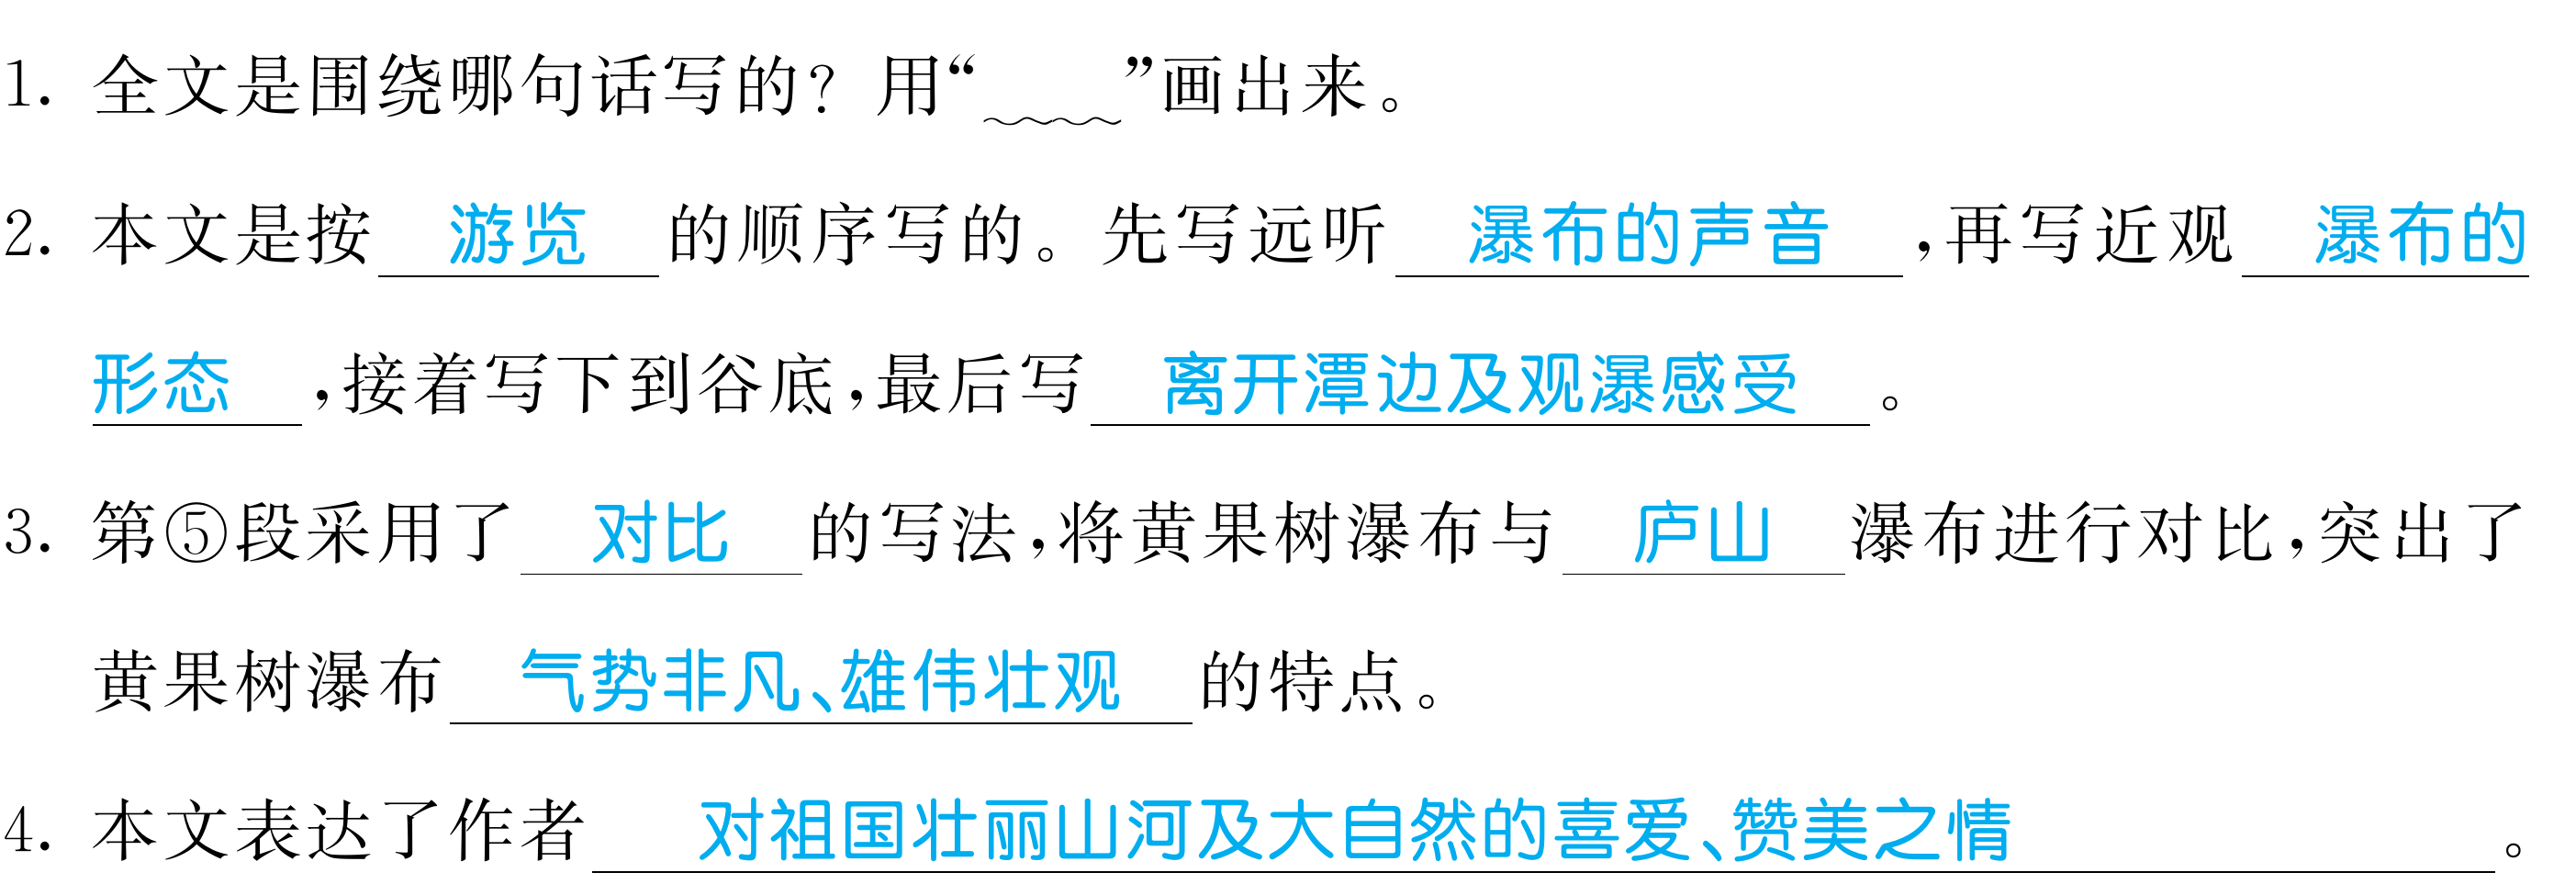 1. 全文是围绕哪句话写的？用“﹏﹏”画出来。
2. 本文是按 游览 的顺序写的。先写远听 瀑布的声音 ,再写近观 瀑布的
形态 ,接着写下到谷底,最后写 离开潭边及观瀑感受 。
3. 第⑤段采用了 对比 的写法,将黄果树瀑布与 庐山 瀑布进行对比,突出了
黄果树瀑布 气势非凡、雄伟壮观 的特点。
4. 本文表达了作者 对祖国壮丽山河及大自然的喜爱、赞美之情 。